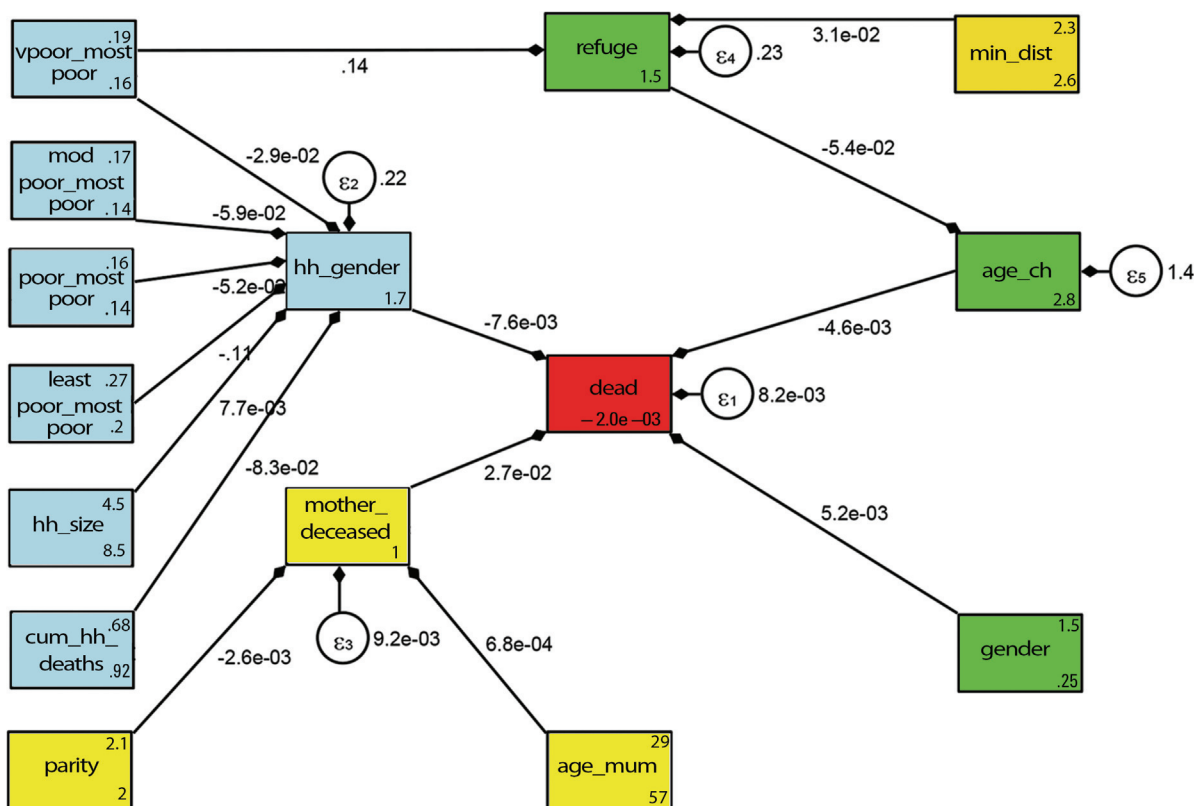 .19
vpoor_most
poor
.16
.14
refuge
1.5
ε4
.23
3.1e-02
2.3
min_dist
2.6
mod .17
poor_most
poor .14
-2.9e-02
ε2
.22
-5.4e-02
-5.9e-02
.16
poor_most
poor
.14
-5.2e-02
hh_gender
1.7
age_ch
2.8
ε5
1.4
-7.6e-03
-4.6e-03
least .27
poor_most
poor
.2
-.11
7.7e-03
dead
–2.0e –03
ε1
8.2e-03
-8.3e-02
2.7e-02
4.5
hh_size
8.5
mother_
deceased
1
5.2e-03
.68
cum_hh_
deaths .92
-2.6e-03
ε3
9.2e-03
6.8e-04
1.5
gender
.25
2.1
parity
2
29
age_mum
57